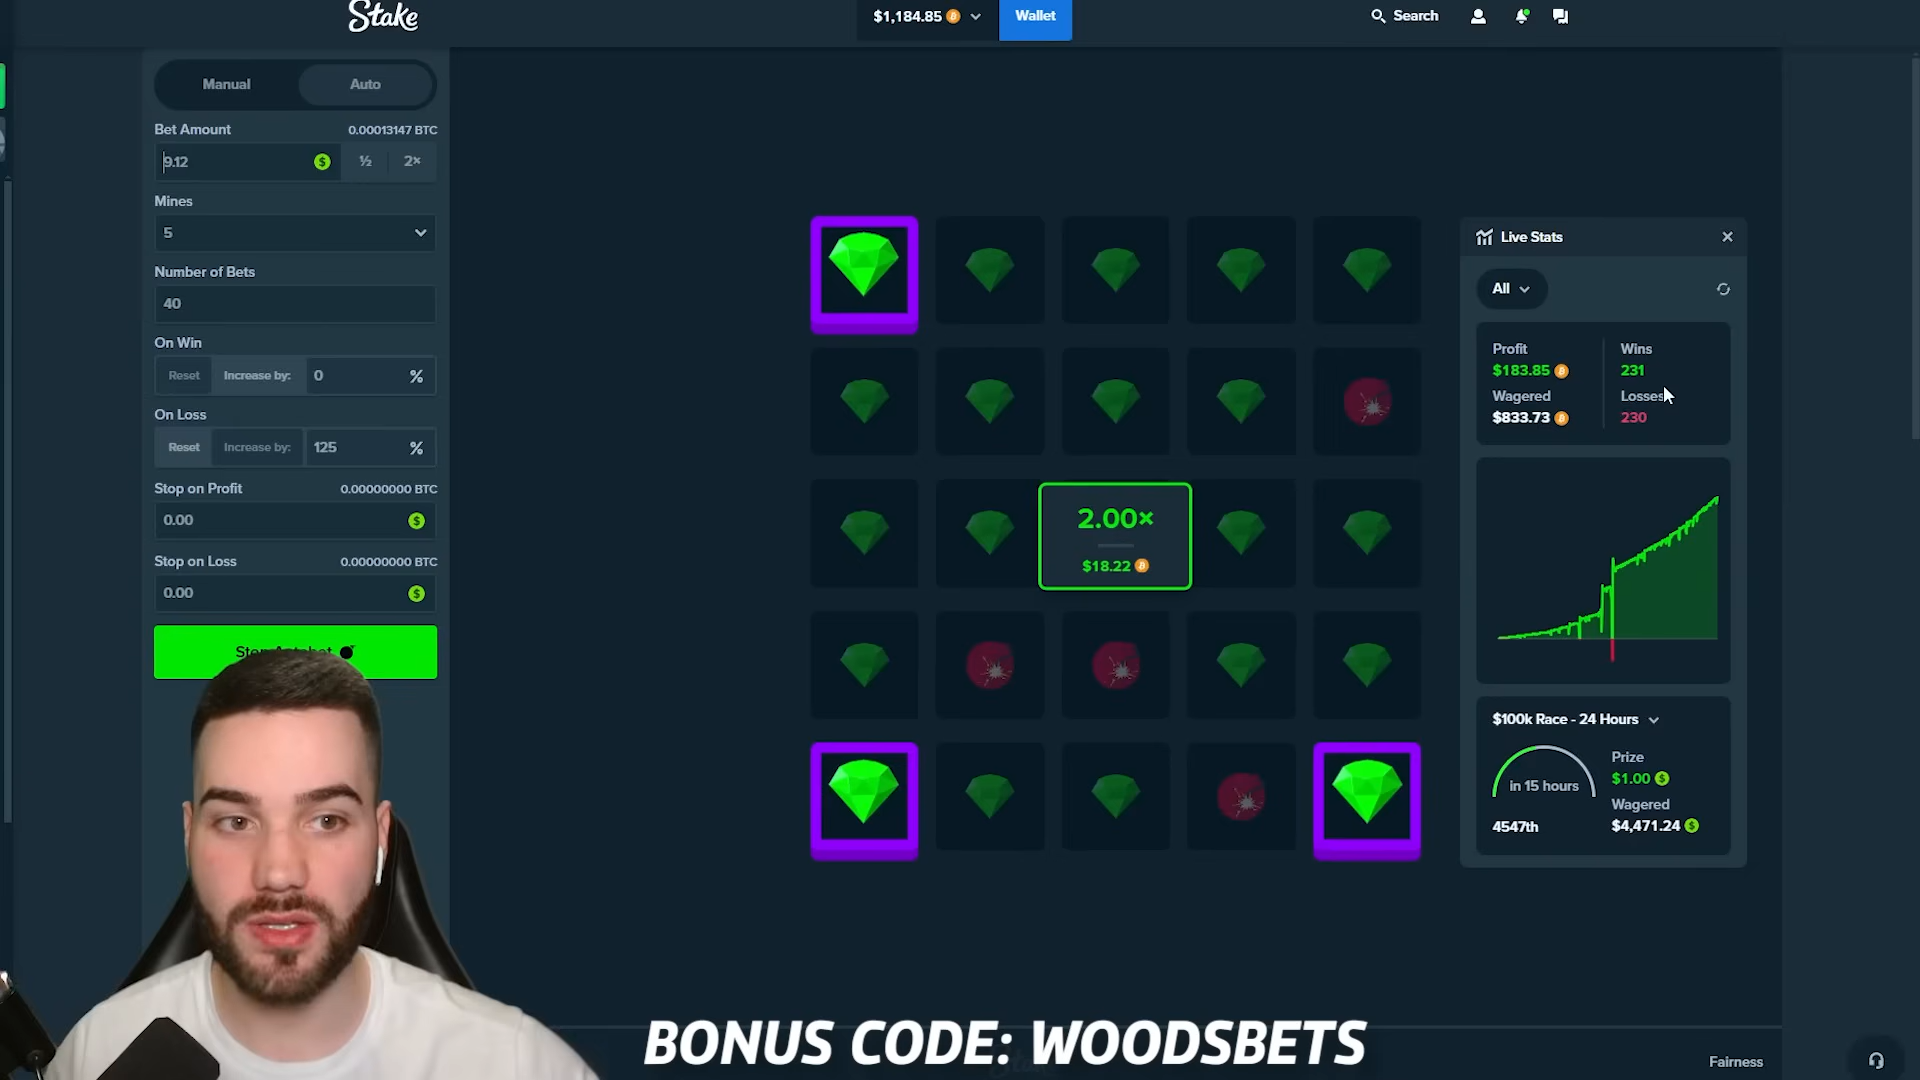 Stake
$1,184.85
Wallet
Search
Manual
Auto
Bet Amount
0.00013147 BTC
9.12
½
2×
Mines
5
Number of Bets
40
On Win
Reset
Increase by:
0
%
On Loss
Reset
Increase by:
125
%
Stop on Profit
0.00000000 BTC
0.00
Stop on Loss
0.00000000 BTC
0.00
2.00×
$18.22
Live Stats
All
Profit
Wins
$183.85
231
Wagered
Losses
$833.73
230
$100k Race - 24 Hours
in 15 hours
Prize
$1.00
Wagered
4547th
$4,471.24
BONUS CODE: WOODSBETS
Fairness